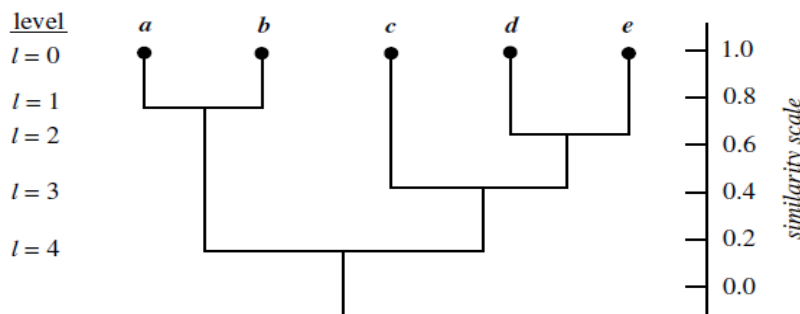 level a b c d e
l = 0 1.0
l = 1 0.8
l = 2 0.6
l = 3 0.4
l = 4 0.2
0.0
similarity scale